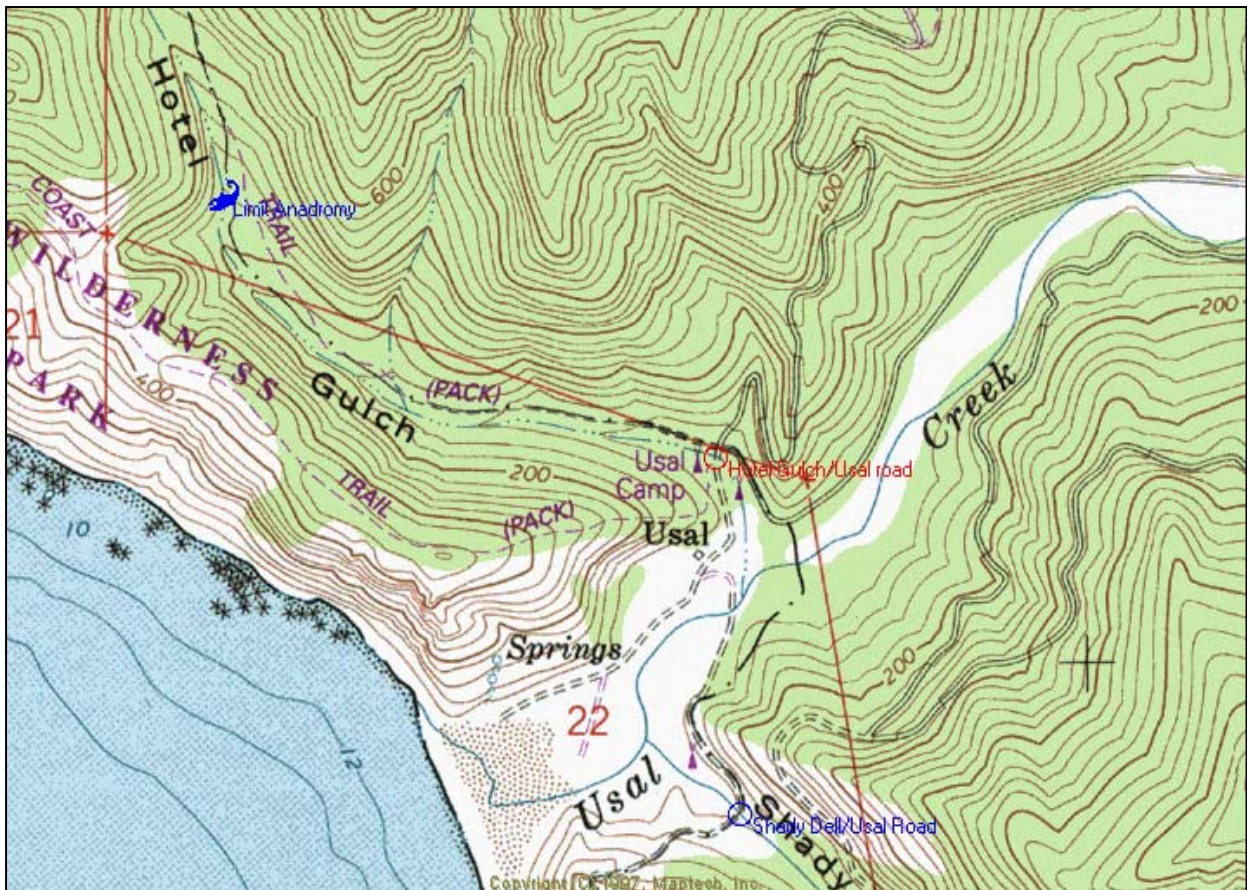 Hotel
COAST
WILDERNESS
PARK
TRAIL
Limit Anadromy
600
400
200
21
400
Gulch
(PACK)
200
Creek
Usal
Camp
Hotel Gulch/Usal road
TRAIL
(PACK)
Usal
10
12
Springs
200
22
Usal
Shady
Shady Dell/Usal Road
Copyright (C) 1997, Maptech, Inc.